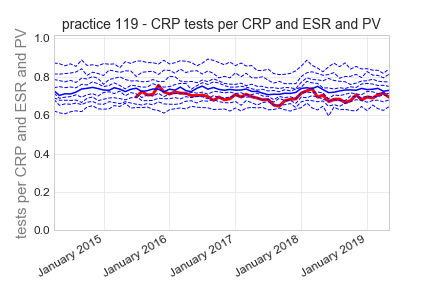 practice 119 - CRP tests per CRP and ESR and PV
tests per CRP and ESR and PV
1.0
0.8
0.6
0.4
0.2
0.0
January 2015
January 2016
January 2017
January 2018
January 2019